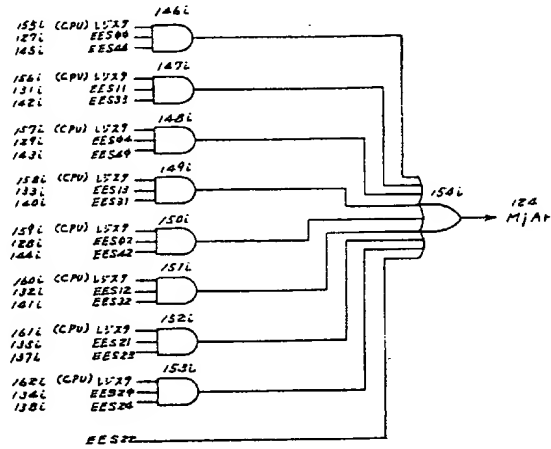 146i
155i (CPU) レジスタ
127i EES00
145i EES44
147i
156i (CPU) レジスタ
131i EES11
142i EES33
148i
157i (CPU) レジスタ
129i EES04
143i EES40
149i
158i (CPU) レジスタ
133i EES13
140i EES31
154i
124
MjAr
150i
159i (CPU) レジスタ
128i EES02
144i EES42
151i
160i (CPU) レジスタ
132i EES12
141i EES32
152i
161i (CPU) レジスタ
135i EES21
137i EES23
153i
162i (CPU) レジスタ
134i EES20
138i EES24
EES22